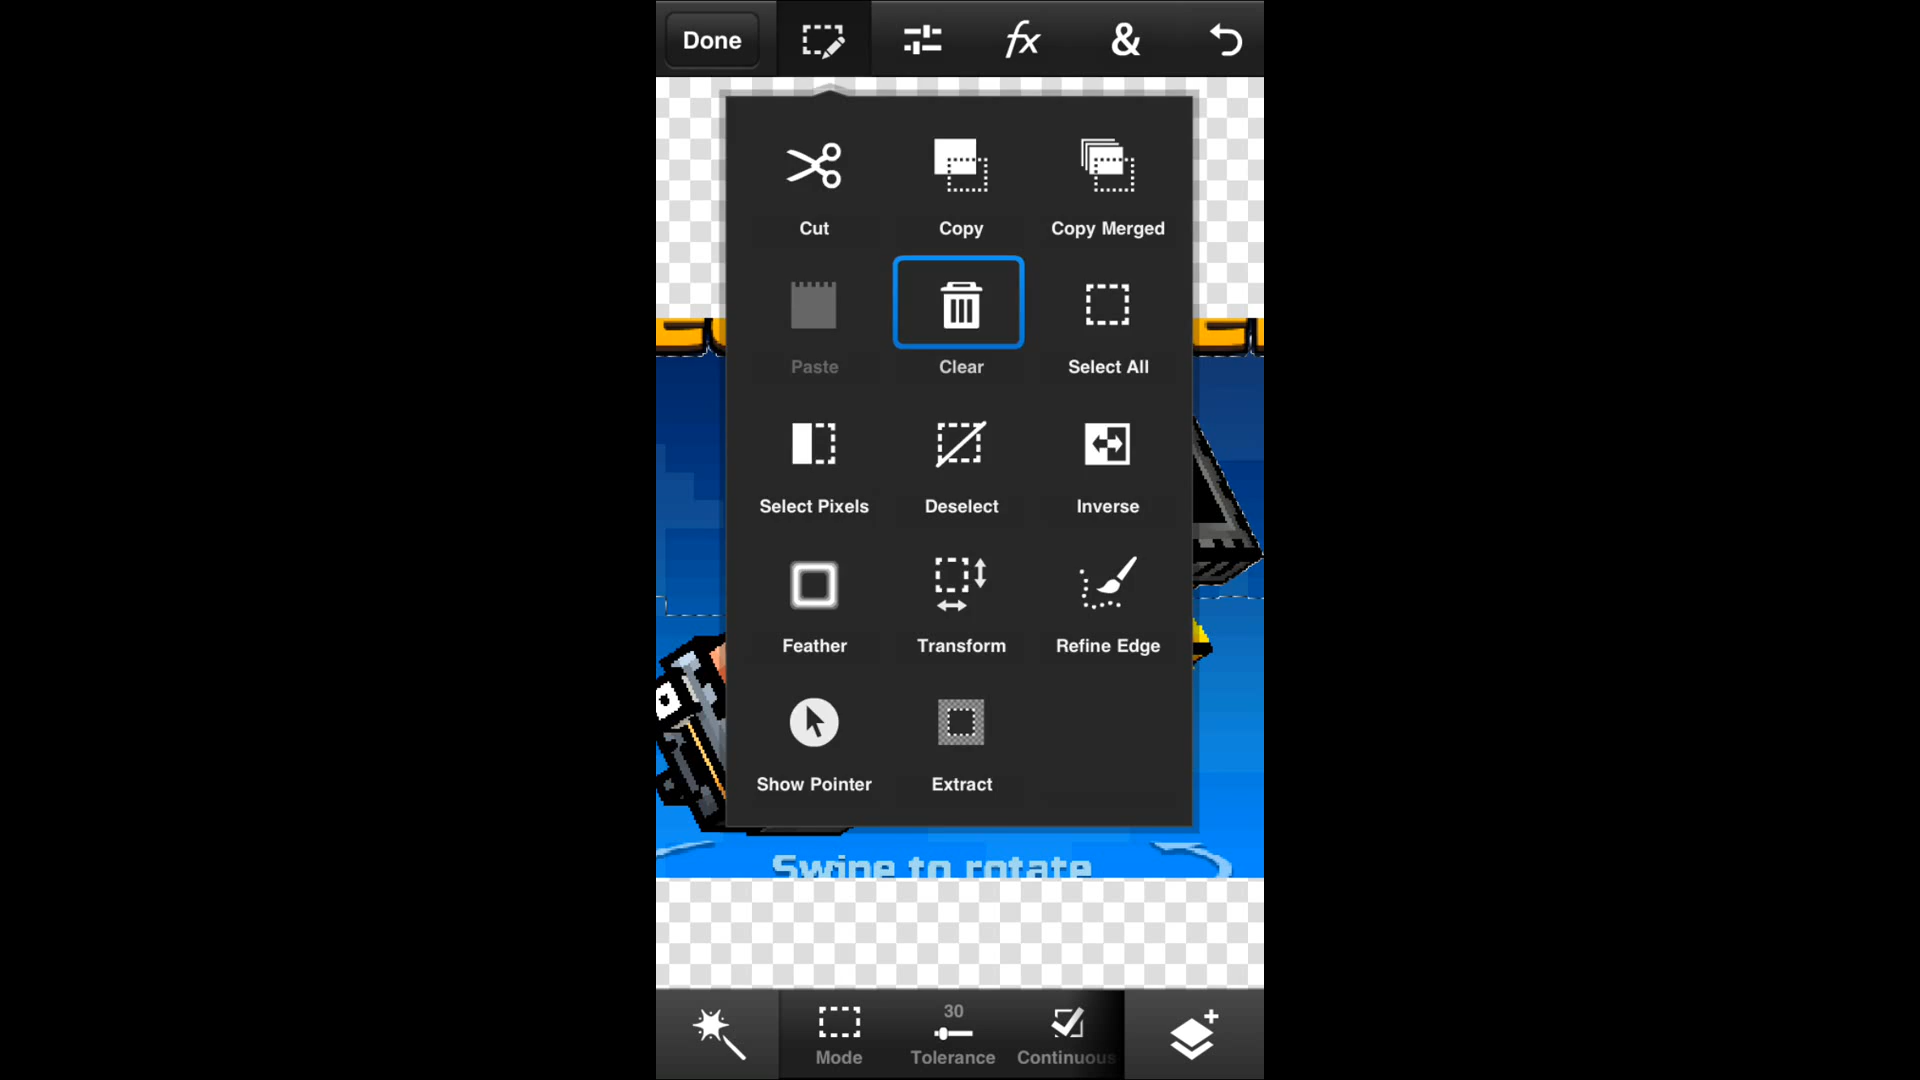 Done
fx
&
Cut
Copy
Copy Merged
Paste
Clear
Select All
Select Pixels
Deselect
Inverse
Feather
Transform
Refine Edge
Show Pointer
Extract
Swipe to rotate
30
Mode
Tolerance
Continuous